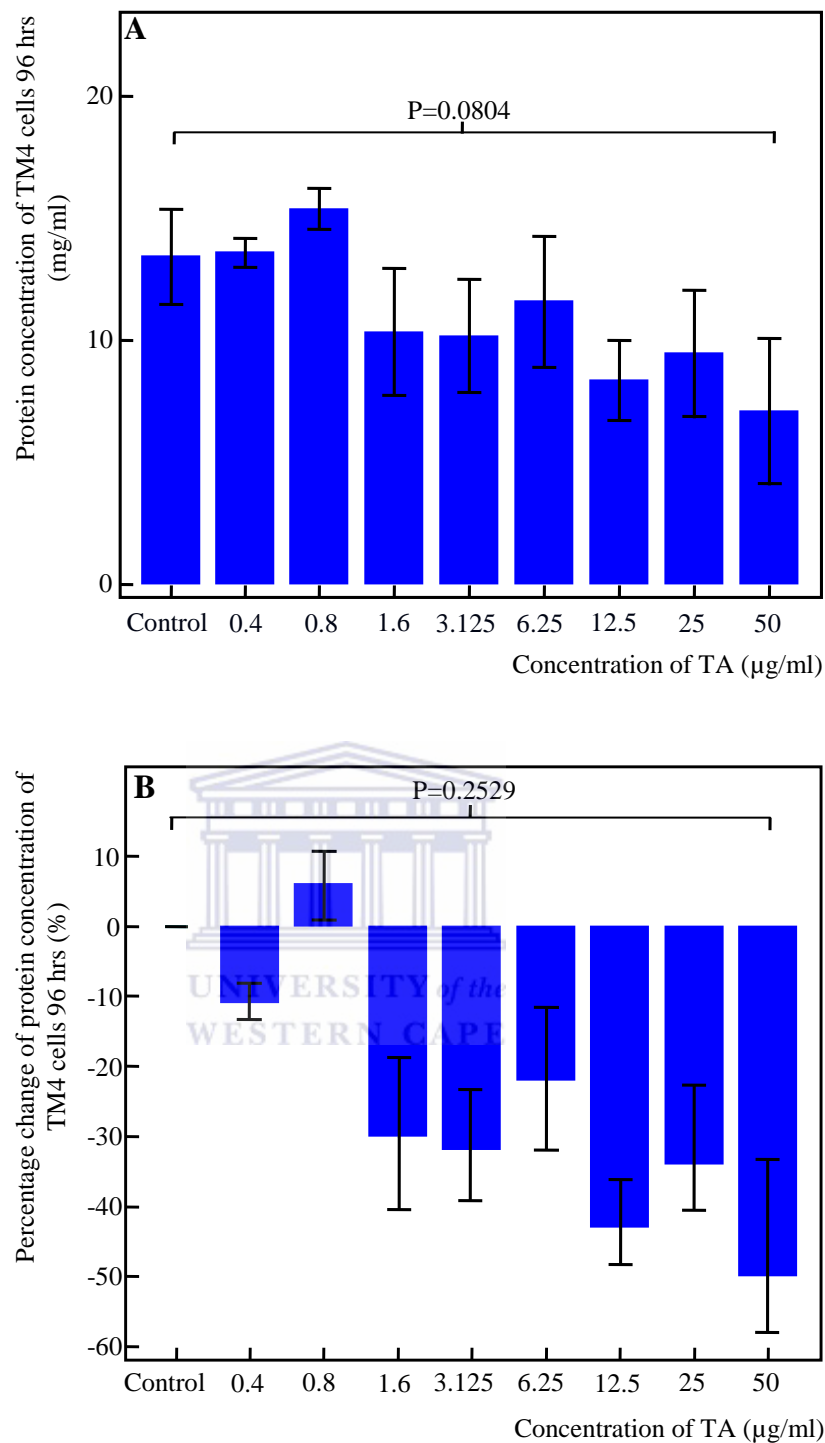 A
Protein concentration of TM4 cells 96 hrs
(mg/ml)
P=0.0804
20
10
0
Control 0.4 0.8 1.6 3.125 6.25 12.5 25 50
Concentration of TA (µg/ml)
B
Percentage change of protein concentration of
TM4 cells 96 hrs (%)
P=0.2529
10
0
-10
-20
-30
-40
-50
-60
UNIVERSITY of the
WESTERN CAPE
Control 0.4 0.8 1.6 3.125 6.25 12.5 25 50
Concentration of TA (µg/ml)